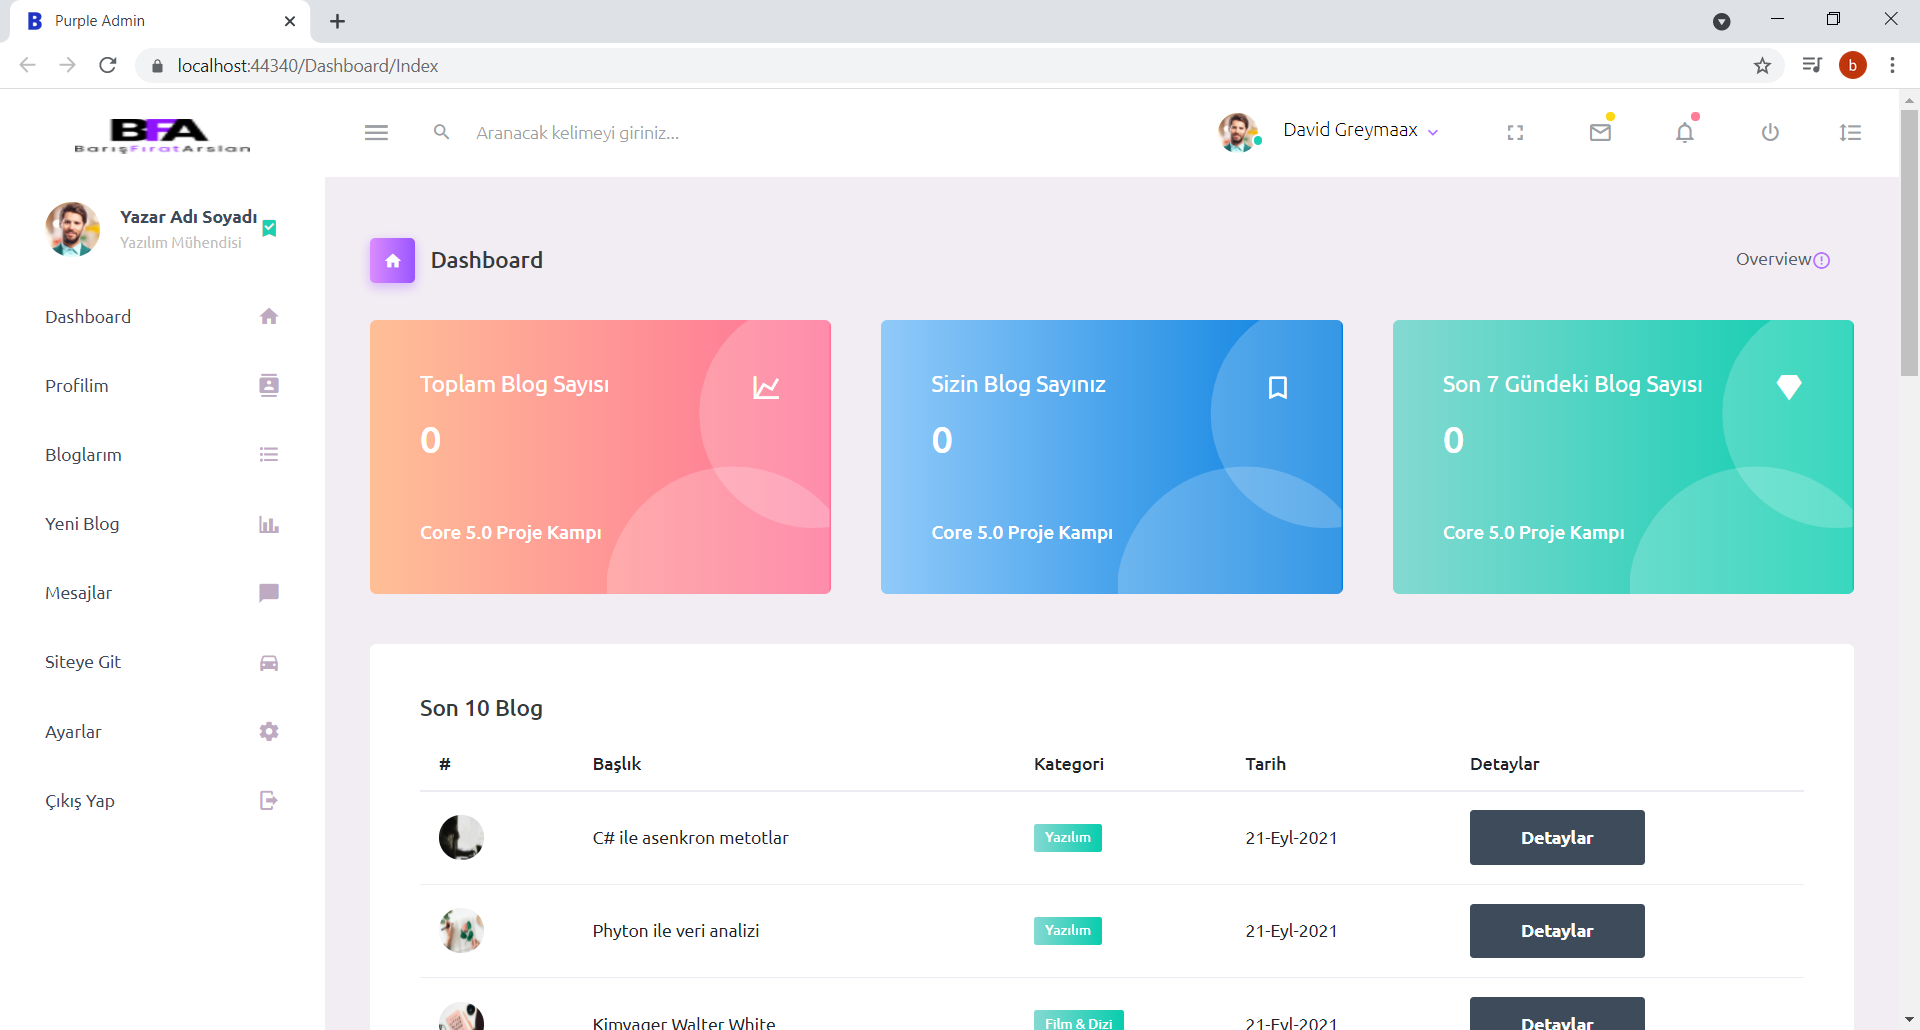 Purple Admin
localhost:44340/Dashboard/Index
b
BFA
BarışFıratArslan
Aranacak kelimeyi giriniz...
David Greymaax
Yazar Adı Soyadı
Yazılım Mühendisi
Dashboard
Profilim
Bloglarım
Yeni Blog
Mesajlar
Siteye Git
Ayarlar
Çıkış Yap
Dashboard
Overview
Toplam Blog Sayısı
0
Core 5.0 Proje Kampı
Sizin Blog Sayınız
0
Core 5.0 Proje Kampı
Son 7 Gündeki Blog Sayısı
0
Core 5.0 Proje Kampı
Son 10 Blog
# Başlık Kategori Tarih Detaylar
C# ile asenkron metotlar Yazılım 21-Eyl-2021 Detaylar
Phyton ile veri analizi Yazılım 21-Eyl-2021 Detaylar
Kimyager Walter White Film & Dizi 21-Eyl-2021 Detaylar